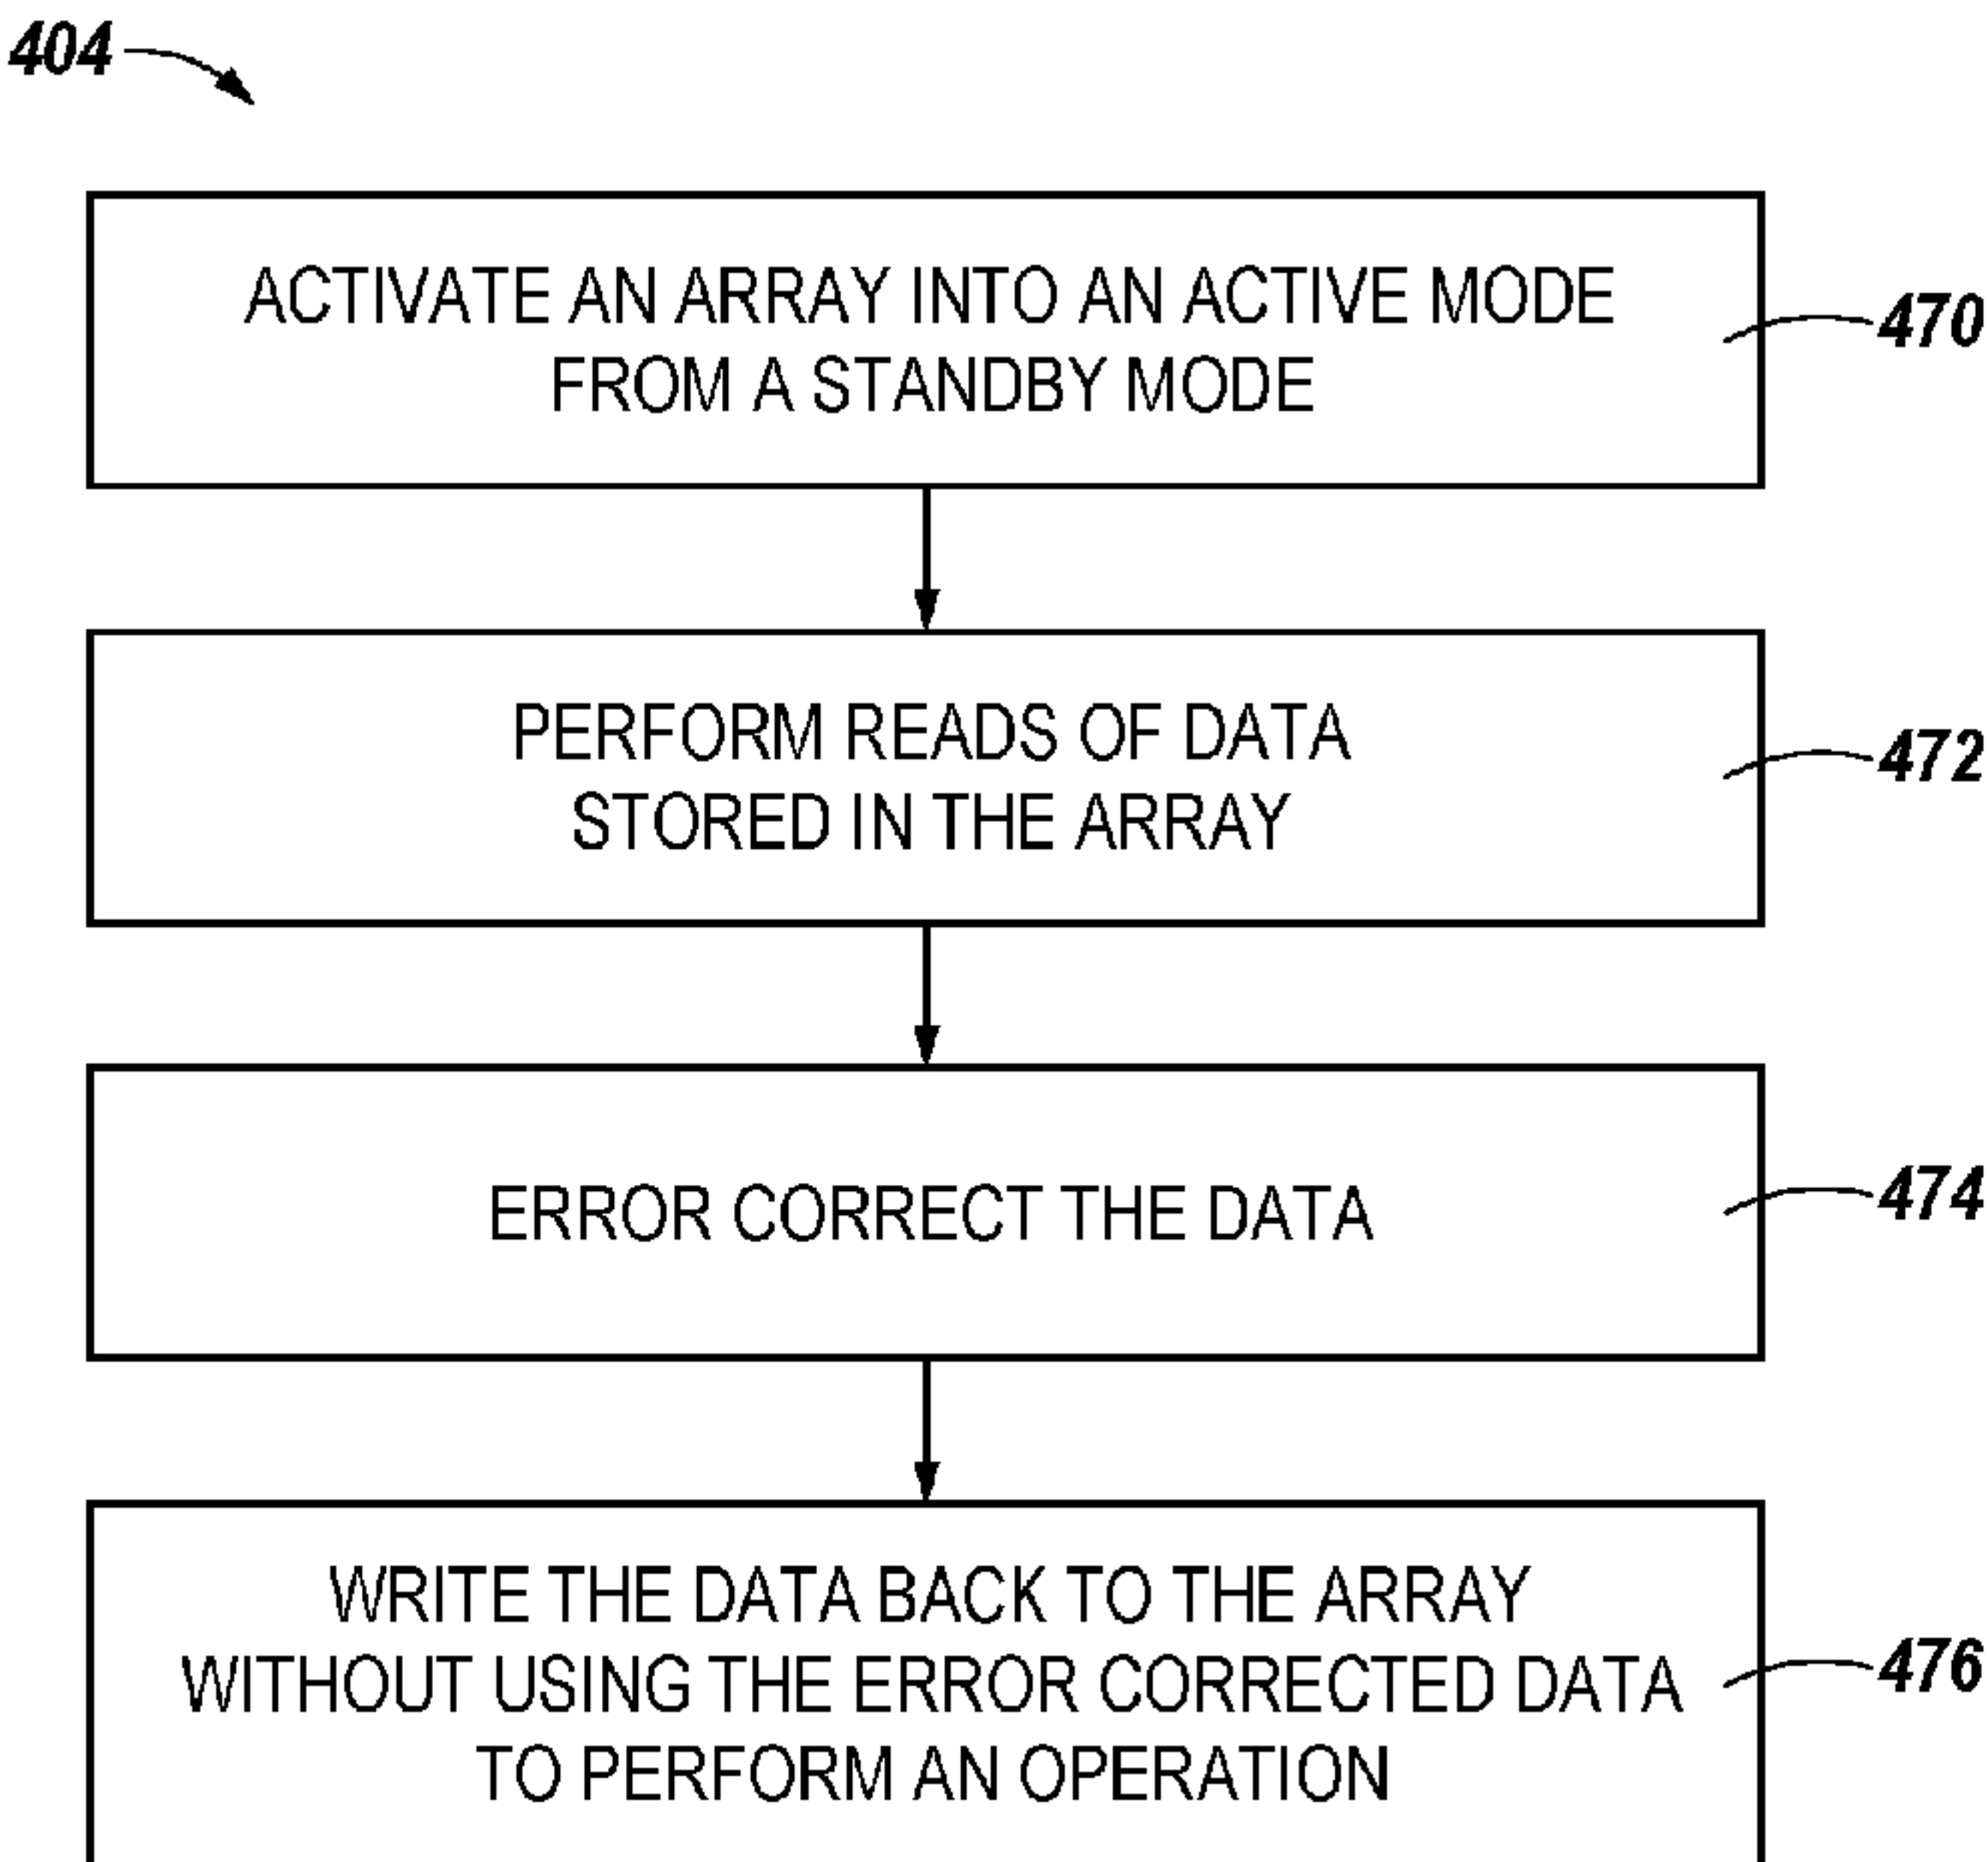 404
ACTIVATE AN ARRAY INTO AN ACTIVE MODE
FROM A STANDBY MODE
470
PERFORM READS OF DATA
STORED IN THE ARRAY
472
ERROR CORRECT THE DATA
474
WRITE THE DATA BACK TO THE ARRAY
WITHOUT USING THE ERROR CORRECTED DATA
TO PERFORM AN OPERATION
476